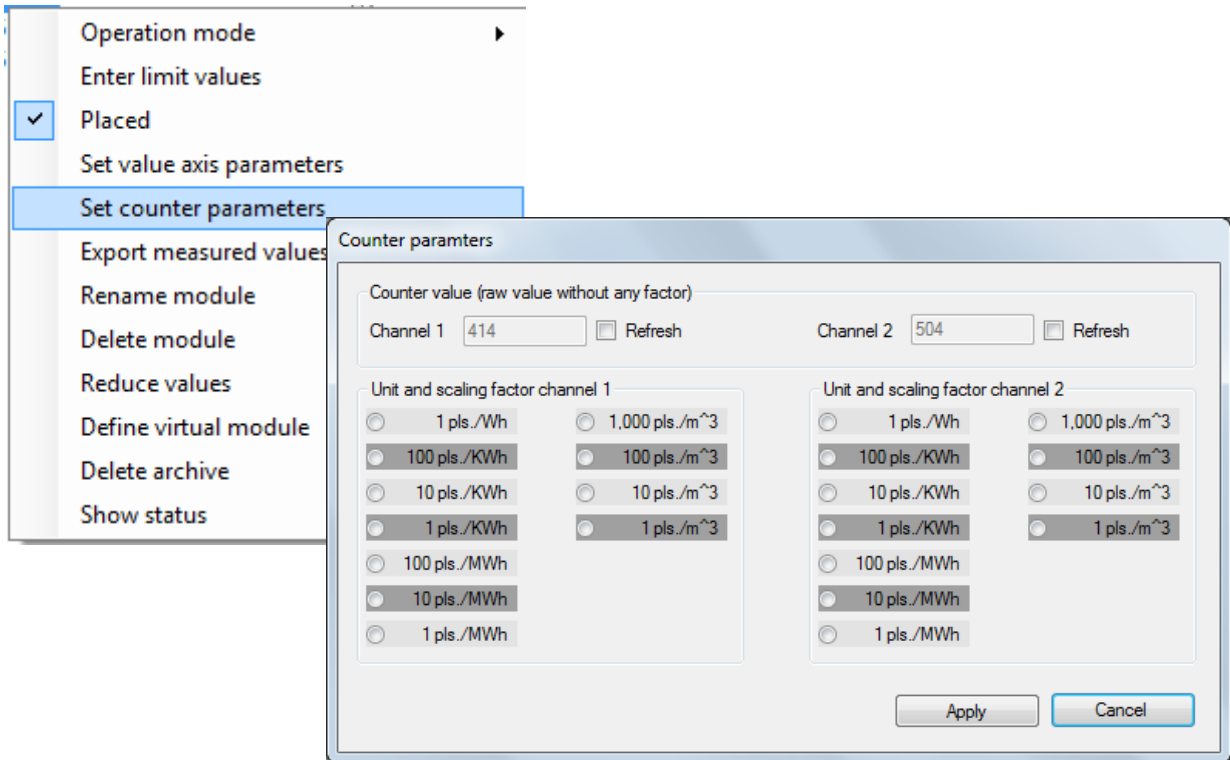 Operation mode
Enter limit values
Placed
Set value axis parameters
Set counter parameters
Export measured values
Rename module
Delete module
Reduce values
Define virtual module
Delete archive
Show status
Counter paramters
Counter value (raw value without any factor)
Channel 1 414 Refresh Channel 2 504 Refresh
Unit and scaling factor channel 1 Unit and scaling factor channel 2
1 pls./Wh 1,000 pls./m^3 1 pls./Wh 1,000 pls./m^3
100 pls./KWh 100 pls./m^3 100 pls./KWh 100 pls./m^3
10 pls./KWh 10 pls./m^3 10 pls./KWh 10 pls./m^3
1 pls./KWh 1 pls./m^3 1 pls./KWh 1 pls./m^3
100 pls./MWh 100 pls./MWh
10 pls./MWh 10 pls./MWh
1 pls./MWh 1 pls./MWh
Apply Cancel